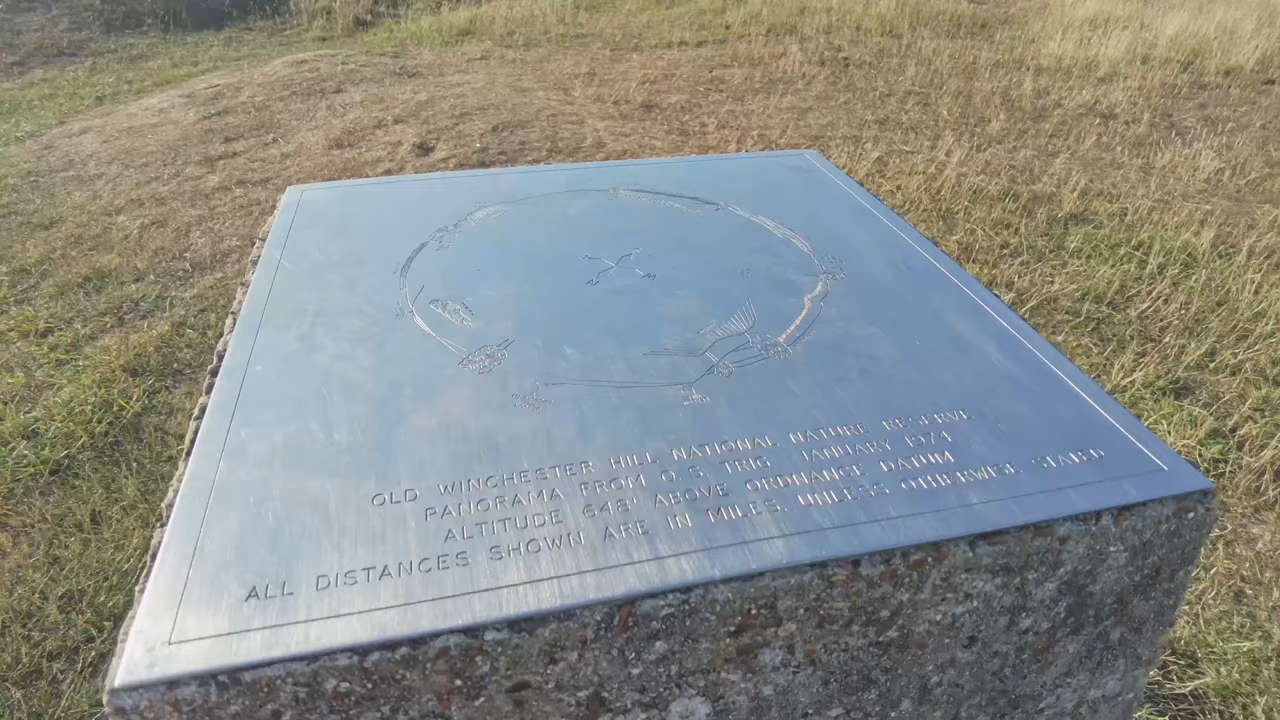 OLD WINCHESTER HILL NATIONAL NATURE RESERVE
PANORAMA FROM O.S. TRIG JANUARY 1974
ALTITUDE 648' ABOVE ORDNANCE DATUM
ALL DISTANCES SHOWN ARE IN MILES, UNLESS OTHERWISE STATED